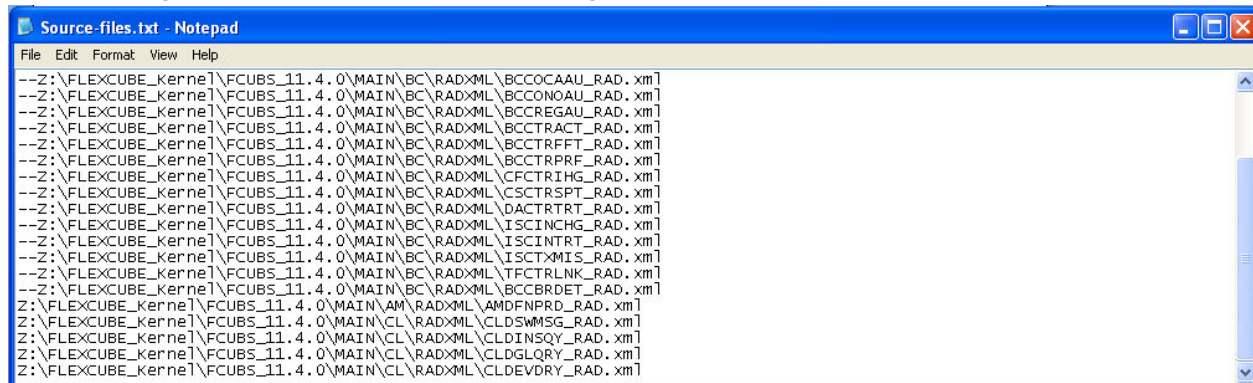 Source-files.txt - Notepad
File Edit Format View Help
--Z:\FLEXCUBE_Kernel\FCUBS_11.4.0\MAIN\BC\RADXML\BCCOCAAU_RAD.xml
--Z:\FLEXCUBE_Kernel\FCUBS_11.4.0\MAIN\BC\RADXML\BCCONOAU_RAD.xml
--Z:\FLEXCUBE_Kernel\FCUBS_11.4.0\MAIN\BC\RADXML\BCCREGAU_RAD.xml
--Z:\FLEXCUBE_Kernel\FCUBS_11.4.0\MAIN\BC\RADXML\BCCTRACT_RAD.xml
--Z:\FLEXCUBE_Kernel\FCUBS_11.4.0\MAIN\BC\RADXML\BCCTRFFT_RAD.xml
--Z:\FLEXCUBE_Kernel\FCUBS_11.4.0\MAIN\BC\RADXML\BCCTRPRF_RAD.xml
--Z:\FLEXCUBE_Kernel\FCUBS_11.4.0\MAIN\BC\RADXML\CFCTRIHG_RAD.xml
--Z:\FLEXCUBE_Kernel\FCUBS_11.4.0\MAIN\BC\RADXML\CSCTRSPT_RAD.xml
--Z:\FLEXCUBE_Kernel\FCUBS_11.4.0\MAIN\BC\RADXML\DACTRTRT_RAD.xml
--Z:\FLEXCUBE_Kernel\FCUBS_11.4.0\MAIN\BC\RADXML\ISCINCHG_RAD.xml
--Z:\FLEXCUBE_Kernel\FCUBS_11.4.0\MAIN\BC\RADXML\ISCINTRT_RAD.xml
--Z:\FLEXCUBE_Kernel\FCUBS_11.4.0\MAIN\BC\RADXML\ISCTXMIS_RAD.xml
--Z:\FLEXCUBE_Kernel\FCUBS_11.4.0\MAIN\BC\RADXML\TFCTRLNK_RAD.xml
--Z:\FLEXCUBE_Kernel\FCUBS_11.4.0\MAIN\BC\RADXML\BCCBRDET_RAD.xml
Z:\FLEXCUBE_Kernel\FCUBS_11.4.0\MAIN\AM\RADXML\AMDFNPRD_RAD.xml
Z:\FLEXCUBE_Kernel\FCUBS_11.4.0\MAIN\CL\RADXML\CLDSWMSG_RAD.xml
Z:\FLEXCUBE_Kernel\FCUBS_11.4.0\MAIN\CL\RADXML\CLDINSQY_RAD.xml
Z:\FLEXCUBE_Kernel\FCUBS_11.4.0\MAIN\CL\RADXML\CLDGLQRY_RAD.xml
Z:\FLEXCUBE_Kernel\FCUBS_11.4.0\MAIN\CL\RADXML\CLDEVDRY_RAD.xml